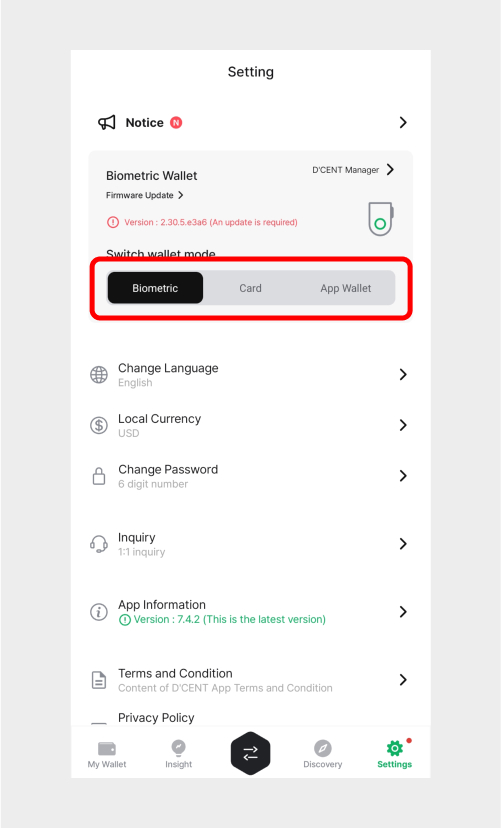 Setting
Notice N
Biometric Wallet
D'CENT Manager
Firmware Update
Version : 2.30.5.e3a6 (An update is required)
Switch wallet mode
Biometric Card App Wallet
Change Language
English
Local Currency
USD
Change Password
6 digit number
Inquiry
1:1 inquiry
App Information
Version : 7.4.2 (This is the latest version)
Terms and Condition
Content of D'CENT App Terms and Condition
Privacy Policy
My Wallet Insight Discovery Settings